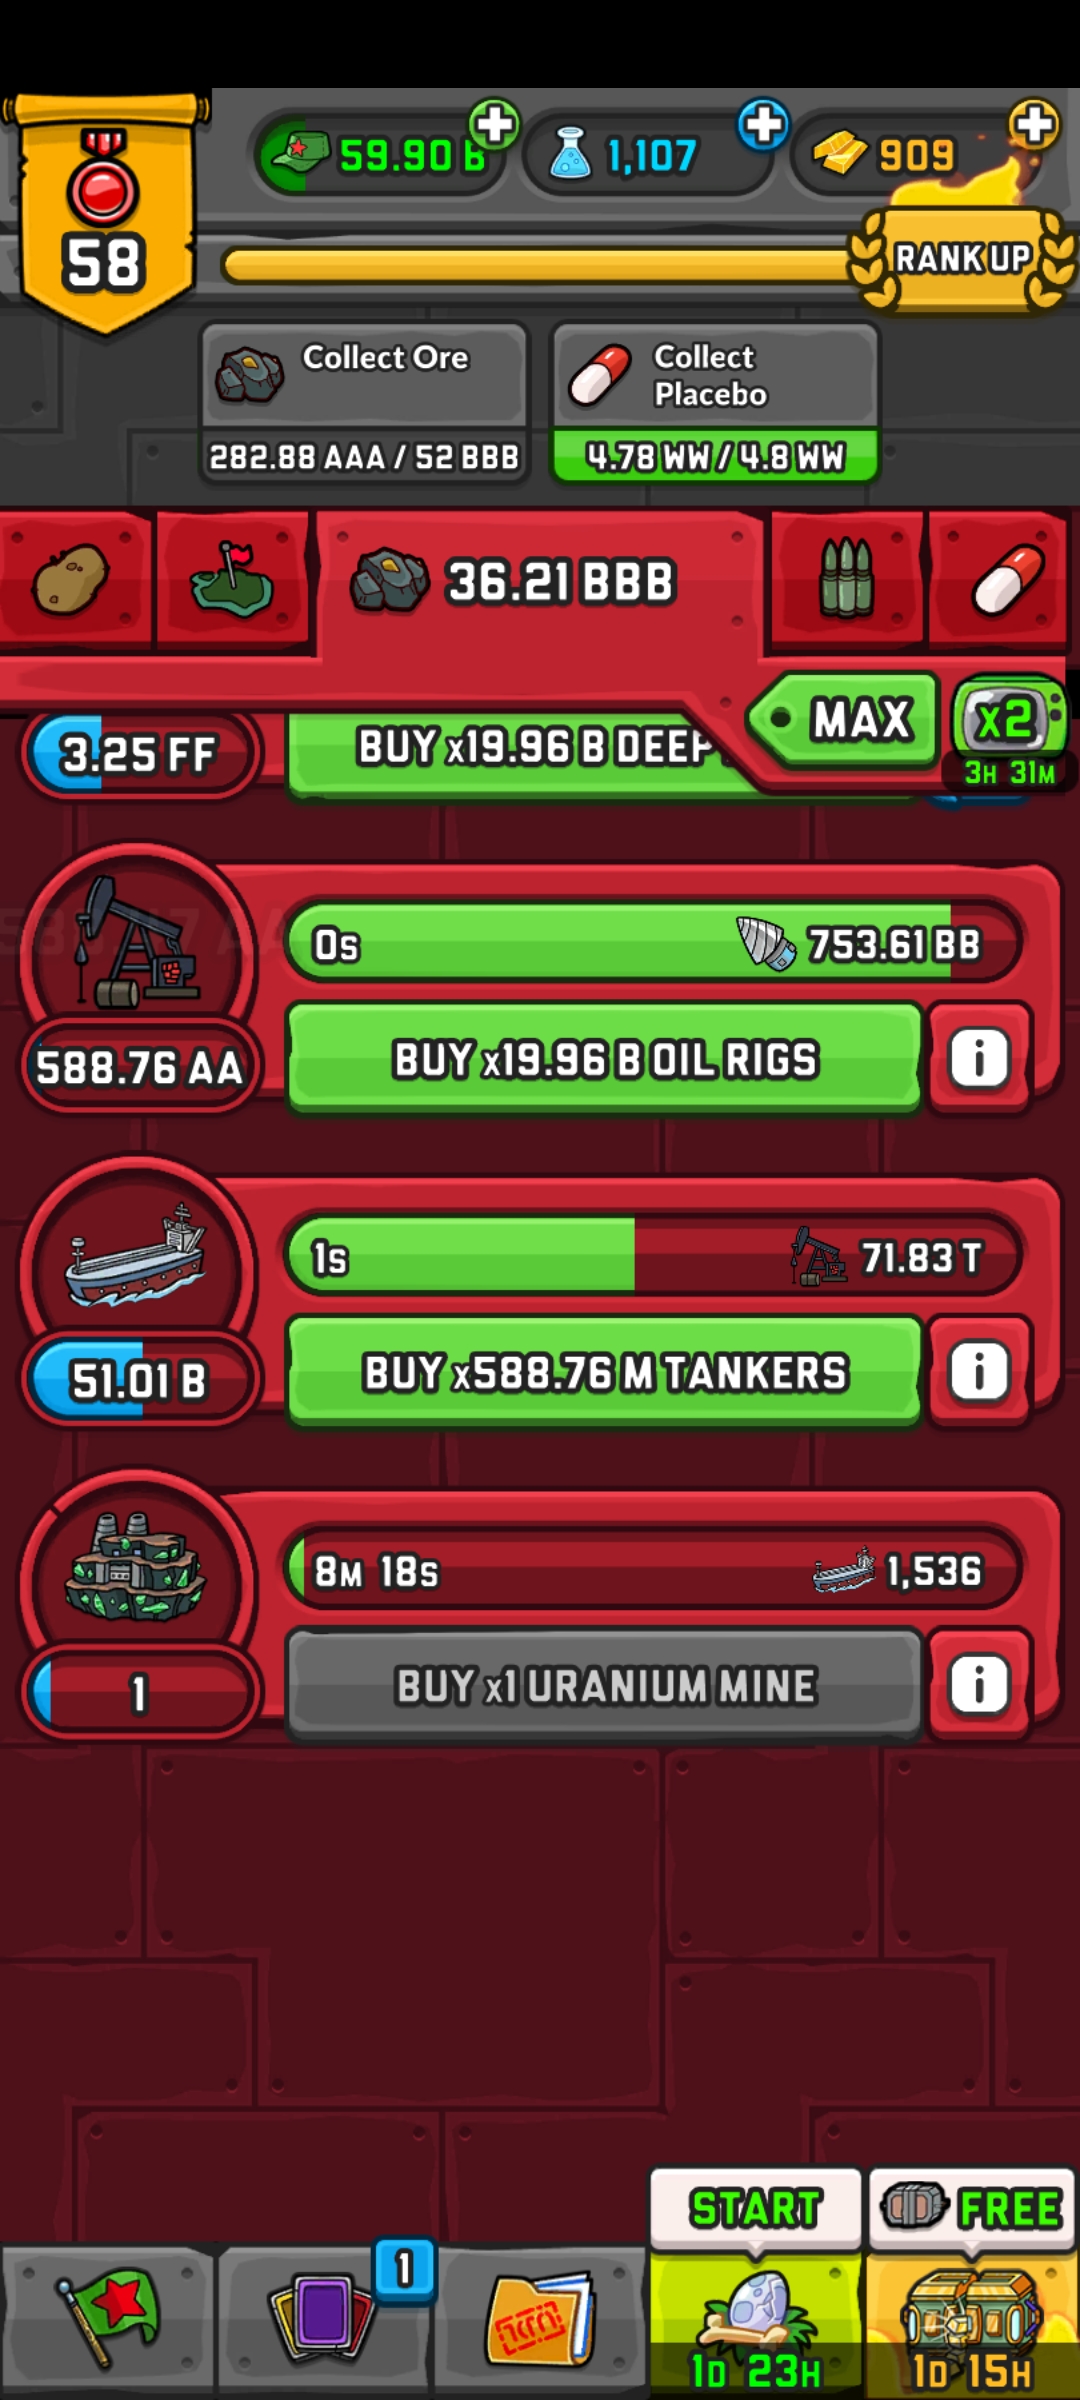 59.90 B
1,107
909
58
RANK UP
Collect Ore
282.88 AAA / 52 BBB
Collect
Placebo
4.78 WW / 4.8 WW
36.21 BBB
MAX
x2
3H 31M
3.25 FF
BUY x19.96 B DEEP
0s
753.61 BB
588.76 AA
BUY x19.96 B OIL RIGS
i
1s
71.83 T
51.01 B
BUY x588.76 M TANKERS
i
8M 18s
1,536
1
BUY x1 URANIUM MINE
i
START
FREE
1
1D 23H
1D 15H